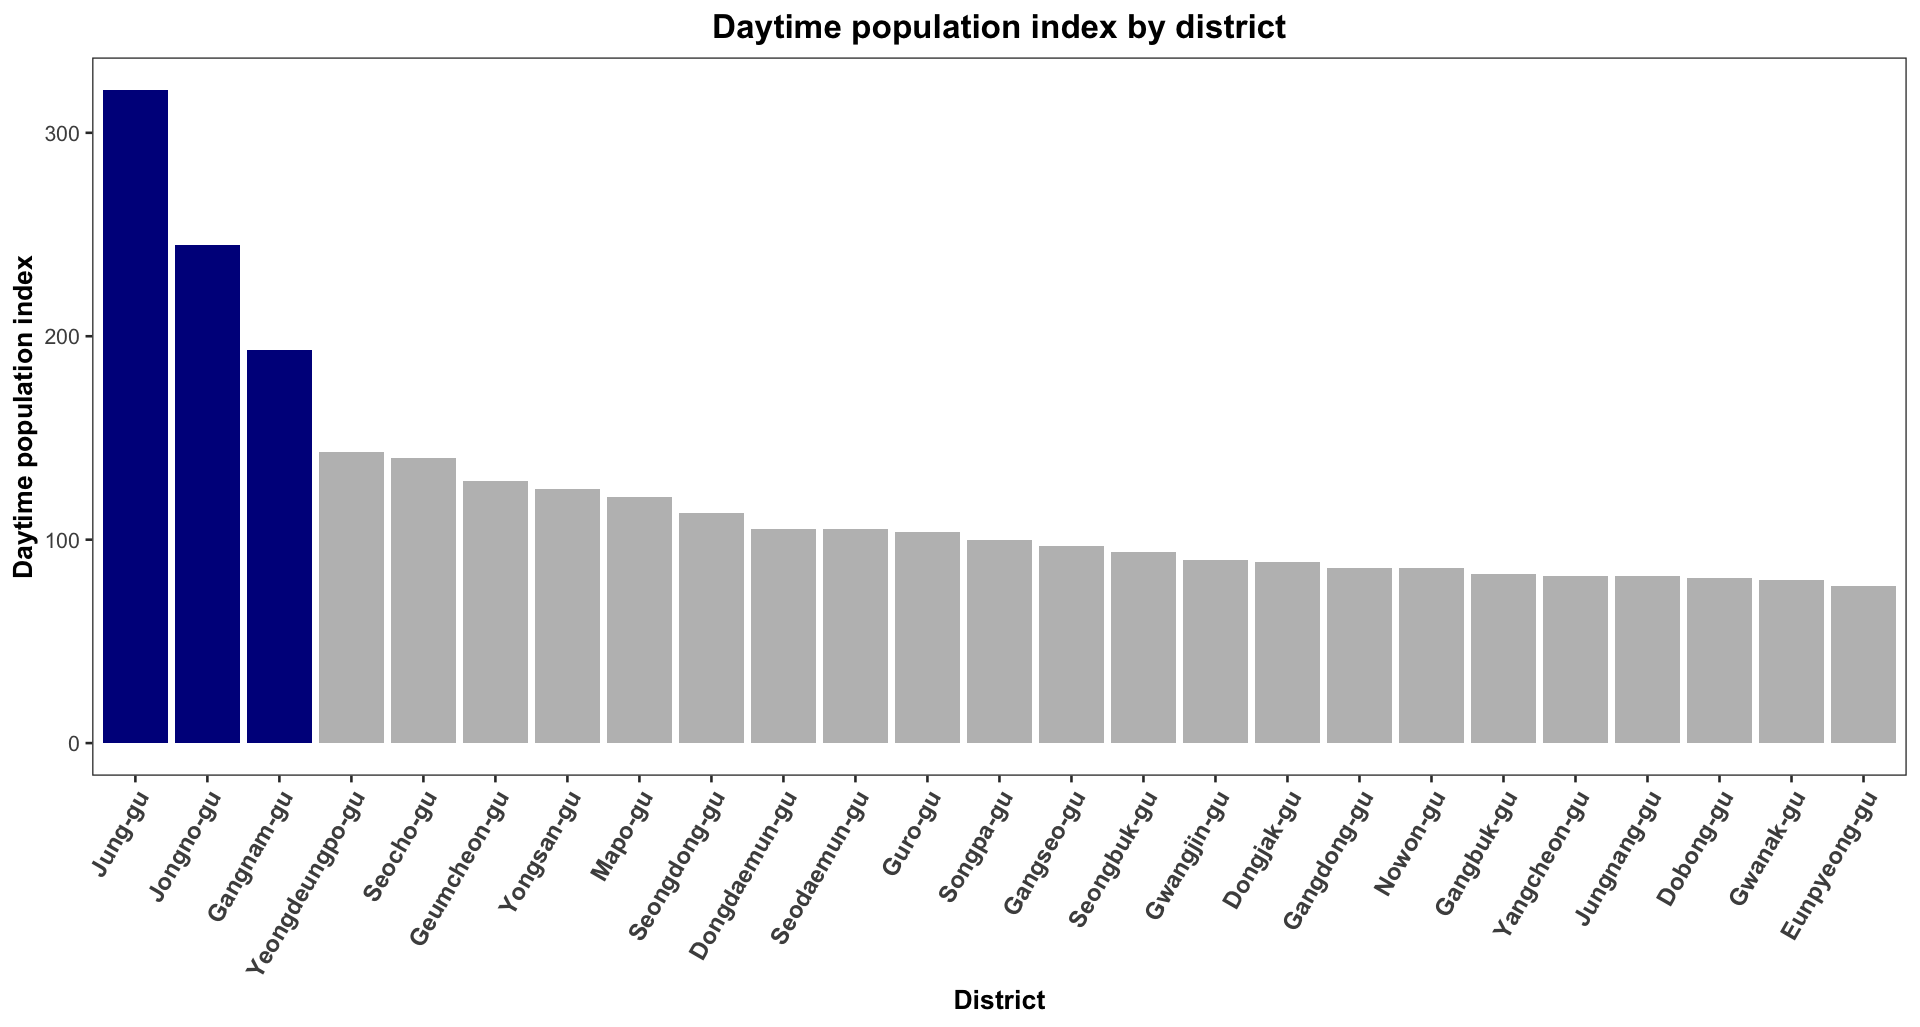 Daytime population index by district
Daytime population index
300
200
100
0
Jung-gu
Jongno-gu
Gangnam-gu
Yeongdeungpo-gu
Seocho-gu
Geumcheon-gu
Yongsan-gu
Mapo-gu
Seongdong-gu
Dongdaemun-gu
Seodaemun-gu
Guro-gu
Songpa-gu
Gangseo-gu
Seongbuk-gu
Gwangjin-gu
Dongjak-gu
Gangdong-gu
Nowon-gu
Gangbuk-gu
Yangcheon-gu
Jungnang-gu
Dobong-gu
Gwanak-gu
Eunpyeong-gu
District